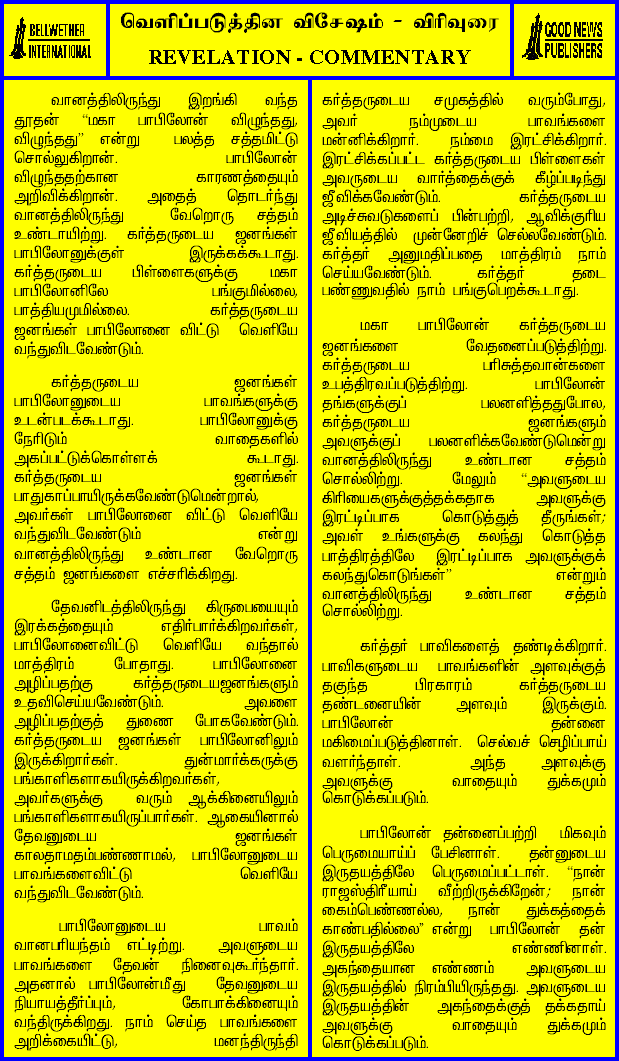 BELLWETHER
INTERNATIONAL
வெளிப்படுத்தின விசேஷம் - விரிவுரை
REVELATION - COMMENTARY
GOOD NEWS
PUBLISHERS
வானத்திலிருந்து இறங்கி வந்த
தூதன் “மகா பாபிலோன் விழுந்தது,
விழுந்தது” என்று பலத்த சத்தமிட்டு
சொல்லுகிறான். பாபிலோன்
விழுந்ததற்கான காரணத்தையும்
அறிவிக்கிறான். அதைத் தொடர்ந்து
வானத்திலிருந்து வேறொரு சத்தம்
உண்டாயிற்று. கர்த்தருடைய ஜனங்கள்
பாபிலோனுக்குள் இருக்கக்கூடாது.
கர்த்தருடைய பிள்ளைகளுக்கு மகா
பாபிலோனிலே பங்குமில்லை,
பாத்தியமுமில்லை. கர்த்தருடைய
ஜனங்கள் பாபிலோனை விட்டு வெளியே
வந்துவிடவேண்டும்.
கர்த்தருடைய ஜனங்கள்
பாபிலோனுடைய பாவங்களுக்கு
உடன்படக்கூடாது. பாபிலோனுக்கு
நேரிடும் வாதைகளில்
அகப்பட்டுக்கொள்ளக் கூடாது.
கர்த்தருடைய ஜனங்கள்
பாதுகாப்பாயிருக்கவேண்டுமென்றால்,
அவர்கள் பாபிலோனை விட்டு வெளியே
வந்துவிடவேண்டும் என்று
வானத்திலிருந்து உண்டான வேறொரு
சத்தம் ஜனங்களை எச்சரிக்கிறது.
தேவனிடத்திலிருந்து கிருபையையும்
இரக்கத்தையும் எதிர்பார்க்கிறவர்கள்,
பாபிலோனைவிட்டு வெளியே வந்தால்
மாத்திரம் போதாது. பாபிலோனை
அழிப்பதற்கு கர்த்தருடையஜனங்களும்
உதவிசெய்யவேண்டும். அவளை
அழிப்பதற்குத் துணை போகவேண்டும்.
கர்த்தருடைய ஜனங்கள் பாபிலோனிலும்
இருக்கிறார்கள். துன்மார்க்கருக்கு
பங்காளிகளாகயிருக்கிறவர்கள்,
அவர்களுக்கு வரும் ஆக்கினையிலும்
பங்காளிகளாகயிருப்பார்கள். ஆகையினால்
தேவனுடைய ஜனங்கள்
காலதாமதம்பண்ணாமல், பாபிலோனுடைய
பாவங்களைவிட்டு வெளியே
வந்துவிடவேண்டும்.
பாபிலோனுடைய பாவம்
வானபரியந்தம் எட்டிற்று. அவளுடைய
பாவங்களை தேவன் நினைவுகூர்ந்தார்.
அதனால் பாபிலோன்மீது தேவனுடைய
நியாயத்தீர்ப்பும், கோபாக்கினையும்
வந்திருக்கிறது. நாம் செய்த பாவங்களை
அறிக்கையிட்டு, மனந்திருந்தி
கர்த்தருடைய சமுகத்தில் வரும்போது,
அவர் நம்முடைய பாவங்களை
மன்னிக்கிறார். நம்மை இரட்சிக்கிறார்.
இரட்சிக்கப்பட்ட கர்த்தருடைய பிள்ளைகள்
அவருடைய வார்த்தைக்குக் கீழ்ப்படிந்து
ஜீவிக்கவேண்டும். கர்த்தருடைய
அடிச்சுவடுகளைப் பின்பற்றி, ஆவிக்குரிய
ஜீவியத்தில் முன்னேறிச் செல்லவேண்டும்.
கர்த்தர் அனுமதிப்பதை மாத்திரம் நாம்
செய்யவேண்டும். கர்த்தர் தடை
பண்ணுவதில் நாம் பங்குபெறக்கூடாது.
மகா பாபிலோன் கர்த்தருடைய
ஜனங்களை வேதனைப்படுத்திற்று.
கர்த்தருடைய பரிசுத்தவான்களை
உபத்திரவப்படுத்திற்று. பாபிலோன்
தங்களுக்குப் பலனளித்ததுபோல,
கர்த்தருடைய ஜனங்களும்
அவளுக்குப் பலனளிக்கவேண்டுமென்று
வானத்திலிருந்து உண்டான சத்தம்
சொல்லிற்று. மேலும் “அவளுடைய
கிரியைகளுக்குத்தக்கதாக அவளுக்கு
இரட்டிப்பாக கொடுத்துத் தீருங்கள்;
அவள் உங்களுக்கு கலந்து கொடுத்த
பாத்திரத்திலே இரட்டிப்பாக அவளுக்குக்
கலந்துகொடுங்கள்” என்றும்
வானத்திலிருந்து உண்டான சத்தம்
சொல்லிற்று.
கர்த்தர் பாவிகளைத் தண்டிக்கிறார்.
பாவிகளுடைய பாவங்களின் அளவுக்குத்
தகுந்த பிரகாரம் கர்த்தருடைய
தண்டனையின் அளவும் இருக்கும்.
பாபிலோன் தன்னை
மகிமைப்படுத்தினாள். செல்வச் செழிப்பாய்
வளர்ந்தாள். அந்த அளவுக்கு
அவளுக்கு வாதையும் துக்கமும்
கொடுக்கப்படும்.
பாபிலோன் தன்னைப்பற்றி மிகவும்
பெருமையாய்ப் பேசினாள். தன்னுடைய
இருதயத்திலே பெருமைப்பட்டாள். “நான்
ராஜஸ்திரீயாய் வீற்றிருக்கிறேன்; நான்
கைம்பெண்ணல்ல, நான் துக்கத்தைக்
காண்பதில்லை” என்று பாபிலோன் தன்
இருதயத்திலே எண்ணினாள்.
அகந்தையான எண்ணம் அவளுடைய
இருதயத்தில் நிரம்பியிருந்தது. அவளுடைய
இருதயத்தின் அகந்தைக்குத் தக்கதாய்
அவளுக்கு வாதையும் துக்கமும்
கொடுக்கப்படும்.